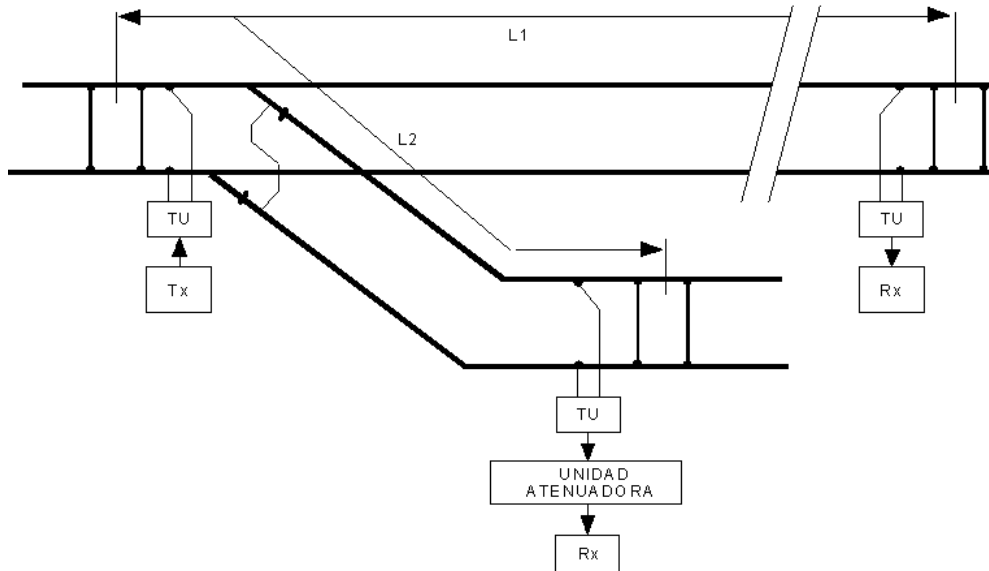 L1
L2
TU
TU
Tx
Rx
TU
UNIDAD
ATENUADORA
Rx